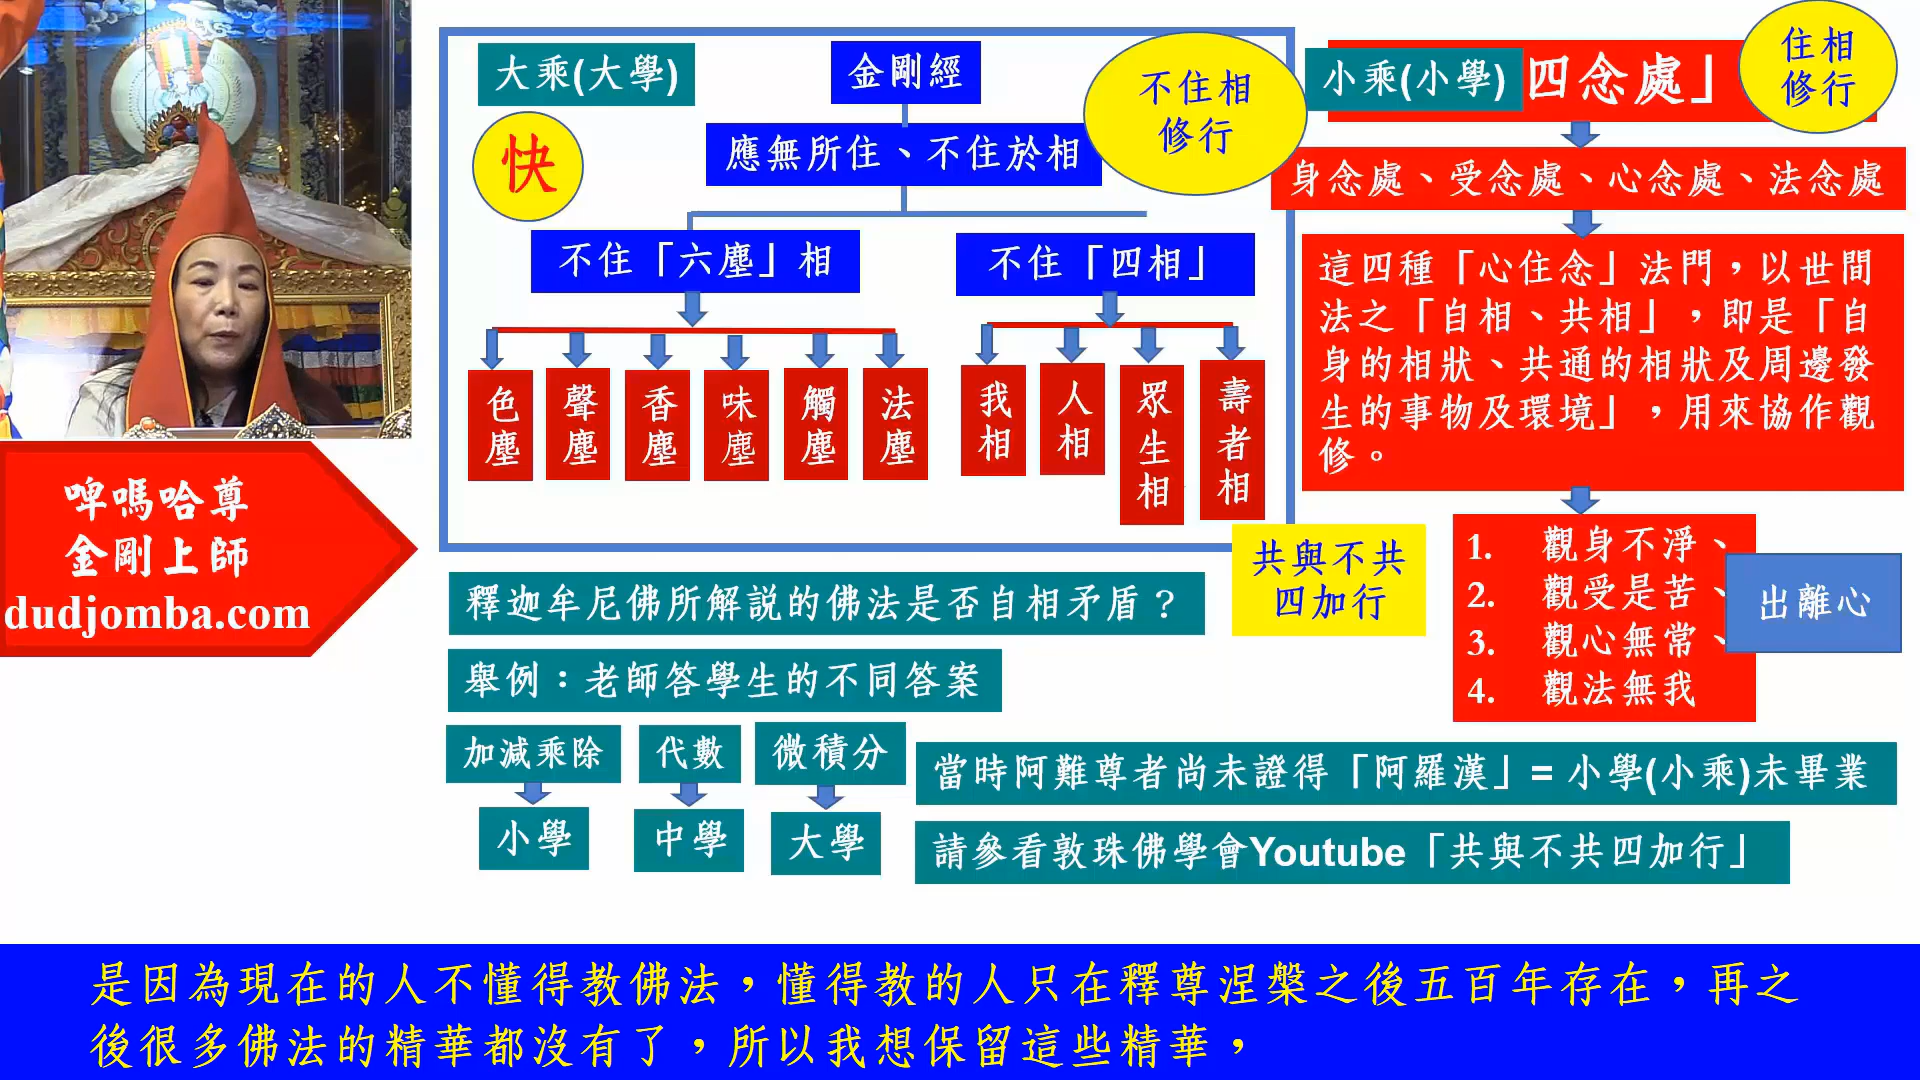 大乘(大學)
金剛經
不住相
修行
快
應無所住、不住於相
不住「六塵」相
不住「四相」
色塵
聲塵
香塵
味塵
觸塵
法塵
我相
人相
眾生相
壽者相
小乘(小學)
四念處」
住相
修行
身念處、受念處、心念處、法念處
這四種「心住念」法門，以世間
法之「自相、共相」，即是「自
身的相狀、共通的相狀及周邊發
生的事物及環境」，用來協作觀
修。
1. 觀身不淨、
2. 觀受是苦、
3. 觀心無常、
4. 觀法無我
出離心
共與不共
四加行
啤嗎哈尊
金剛上師
dudjomba.com
釋迦牟尼佛所解説的佛法是否自相矛盾？
舉例：老師答學生的不同答案
加減乘除
代數
微積分
小學
中學
大學
當時阿難尊者尚未證得「阿羅漢」= 小學(小乘)未畢業
請參看敦珠佛學會Youtube「共與不共四加行」
是因為現在的人不懂得教佛法，懂得教的人只在釋尊涅槃之後五百年存在，再之
後很多佛法的精華都沒有了，所以我想保留這些精華，